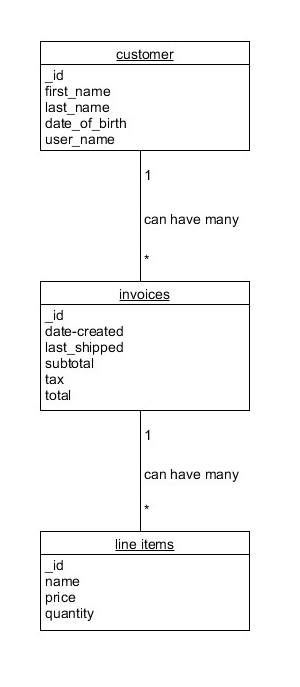 customer
_id
first_name
last_name
date_of_birth
user_name
1
can have many
*
invoices
_id
date-created
last_shipped
subtotal
tax
total
1
can have many
*
line items
_id
name
price
quantity